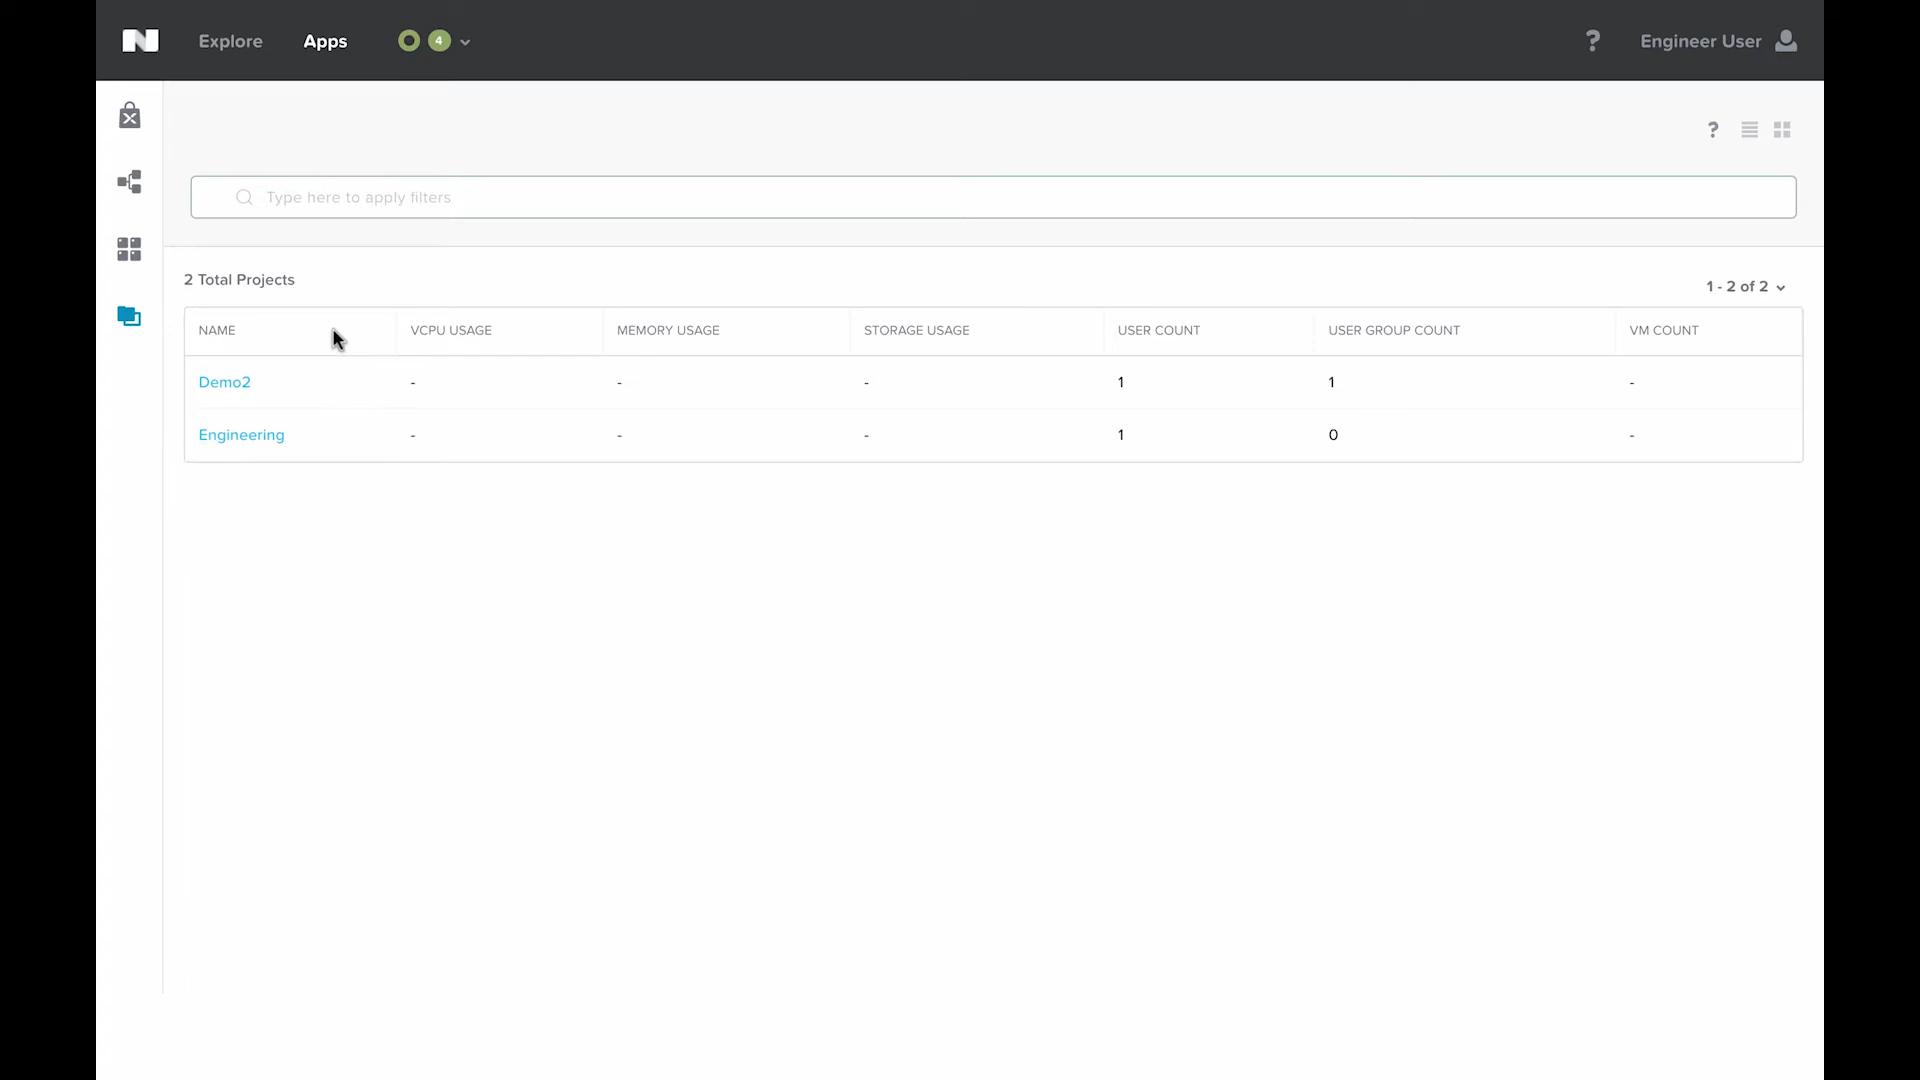 N Explore Apps 4 ? Engineer User
?
Type here to apply filters
2 Total Projects
1 - 2 of 2
NAME VCPU USAGE MEMORY USAGE STORAGE USAGE USER COUNT USER GROUP COUNT VM COUNT
Demo2 - - - 1 1 -
Engineering - - - 1 0 -